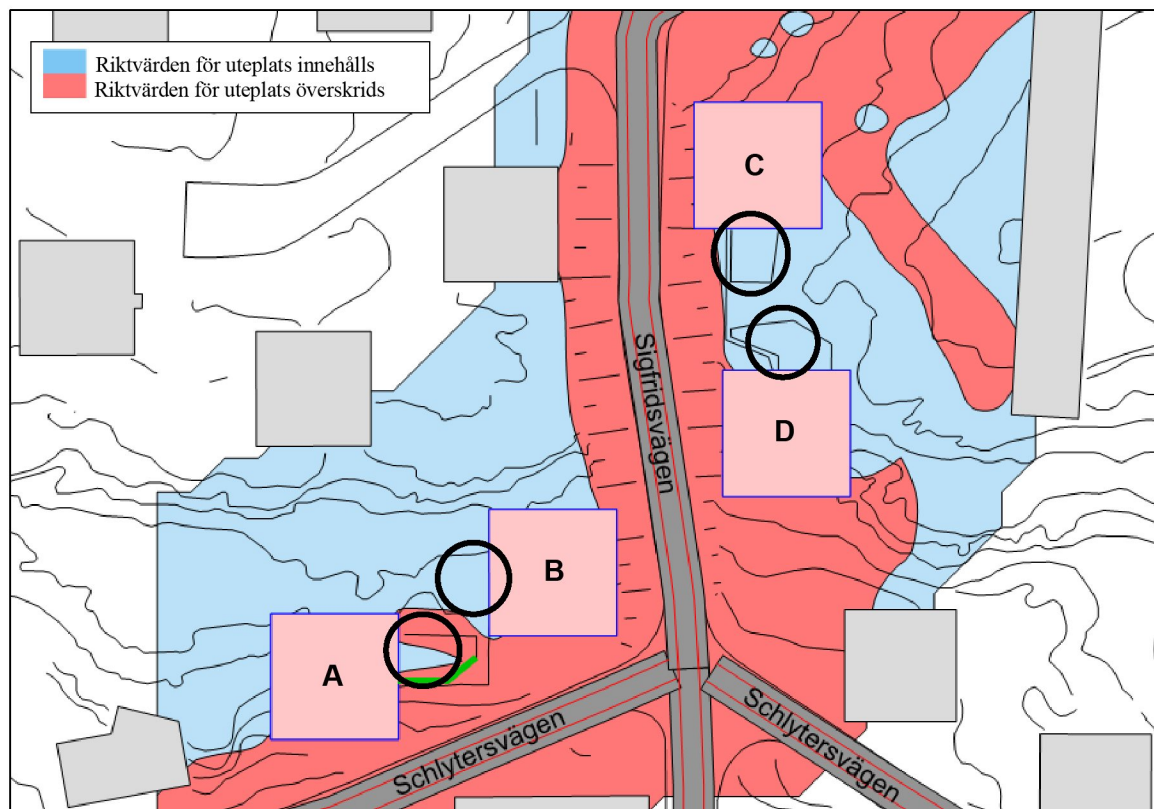 Riktvärden för uteplats innehålls
Riktvärden för uteplats överskrids
C
Sigfridsvägen
D
B
A
Schlytersvägen
Schlytersvägen